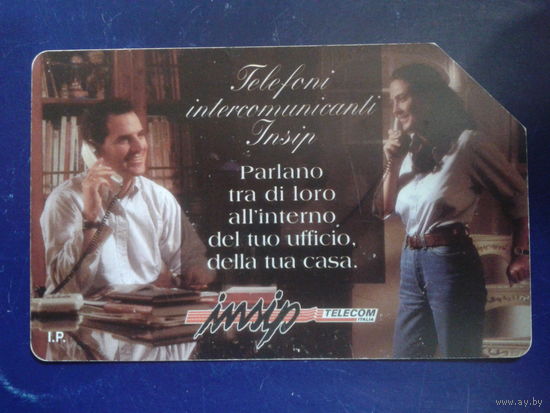 Telefoni
intercomunicanti
Insip
Parlano
tra di loro
all'interno
del tuo ufficio,
della tua casa.
insip TELECOM
ITALIA
I.P.
www.ay.by